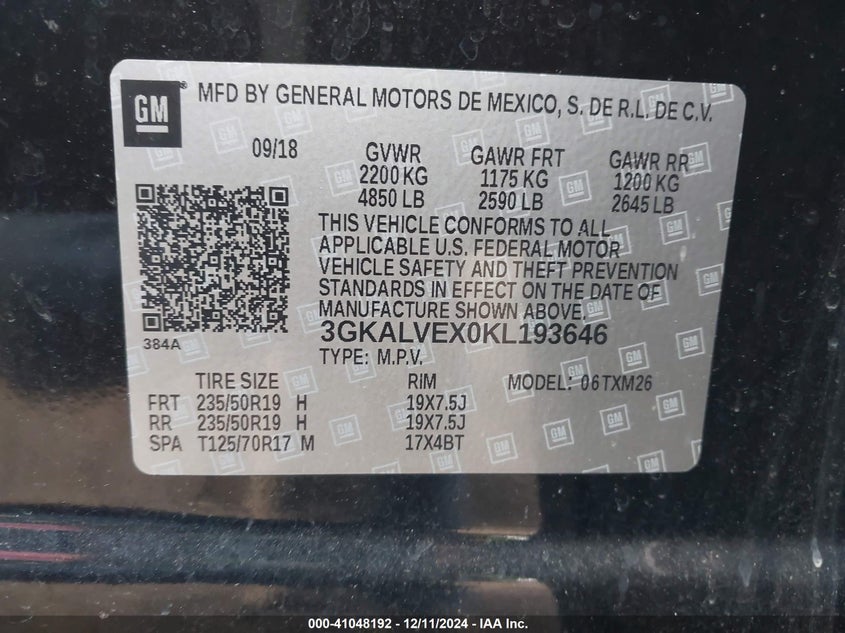 GM® MFD BY GENERAL MOTORS DE MEXICO, S. DE R.L. DE C.V.
09/18 GVWR GAWR FRT GAWR RR
2200 KG 1175 KG 1200 KG
4850 LB 2590 LB 2645 LB
THIS VEHICLE CONFORMS TO ALL
APPLICABLE U.S. FEDERAL MOTOR
VEHICLE SAFETY AND THEFT PREVENTION
STANDARDS IN EFFECT ON THE DATE OF
MANUFACTURE SHOWN ABOVE.
384A
3GKALVEX0KL193646
TYPE: M.P.V.
TIRE SIZE RIM MODEL: 06TXM26
FRT 235/50R19 H 19X7.5J
RR 235/50R19 H 19X7.5J
SPA T125/70R17 M 17X4BT
000-41048192 - 12/11/2024 - IAA Inc.